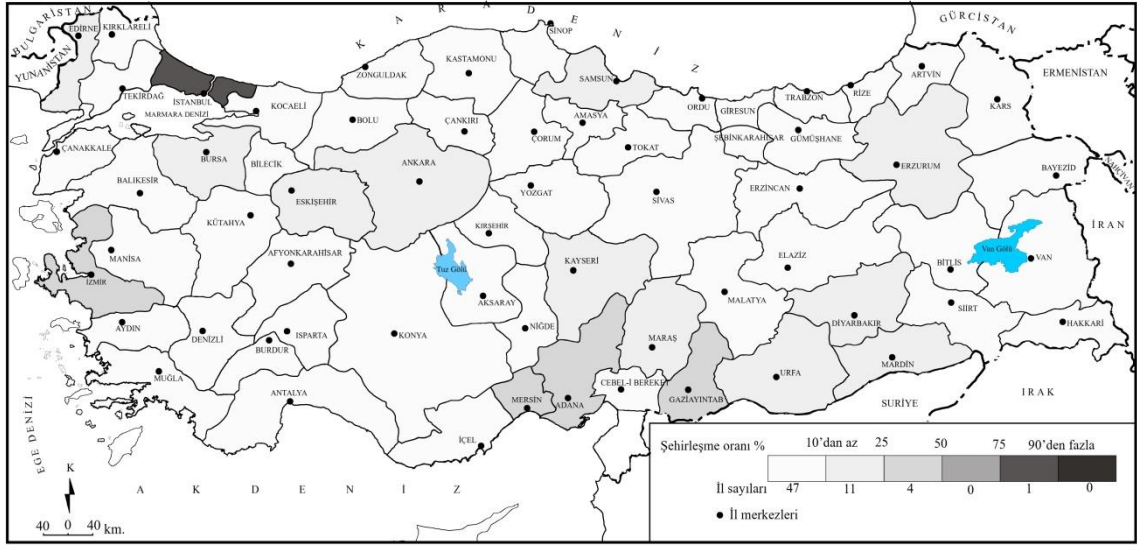 BULGARİSTAN
YUNANİSTAN
KARADENİZ
GÜRCİSTAN
ERMENİSTAN
NAHÇİVAN
İRAN
IRAK
SURİYE
AKDENİZ
EGE DENİZİ
MARMARA DENİZİ
EDİRNE
KIRKLARELİ
TEKİRDAĞ
İSTANBUL
KOCAELİ
ZONGULDAK
BOLU
KASTAMONU
ÇANKIRI
SİNOP
SAMSUN
AMASYA
ÇORUM
TOKAT
ORDU
GİRESUN
ŞEBİNKARAHİSAR
TRABZON
GÜMÜŞHANE
RİZE
ARTVİN
KARS
ÇANAKKALE
BALIKESİR
BURSA
BİLECİK
ESKİŞEHİR
ANKARA
YOZGAT
SİVAS
ERZİNCAN
ERZURUM
BAYEZİD
MANİSA
KÜTAHYA
AFYONKARAHİSAR
KIRŞEHİR
Tuz Gölü
AKSARAY
KAYSERİ
MALATYA
ELAZİZ
BİTLİS
Van Gölü
VAN
İZMİR
AYDIN
DENİZLİ
BURDUR
ISPARTA
KONYA
NİĞDE
MARAŞ
DİYARBAKIR
SİİRT
HAKKARİ
MUĞLA
ANTALYA
İÇEL
MERSİN
ADANA
CEBEL-İ BEREKET
GAZİAYINTAB
URFA
MARDİN
K
40 0 40 km.
Şehirleşme oranı % 10'dan az 25 50 75 90'den fazla
İl sayıları 47 11 4 0 1 0
İl merkezleri